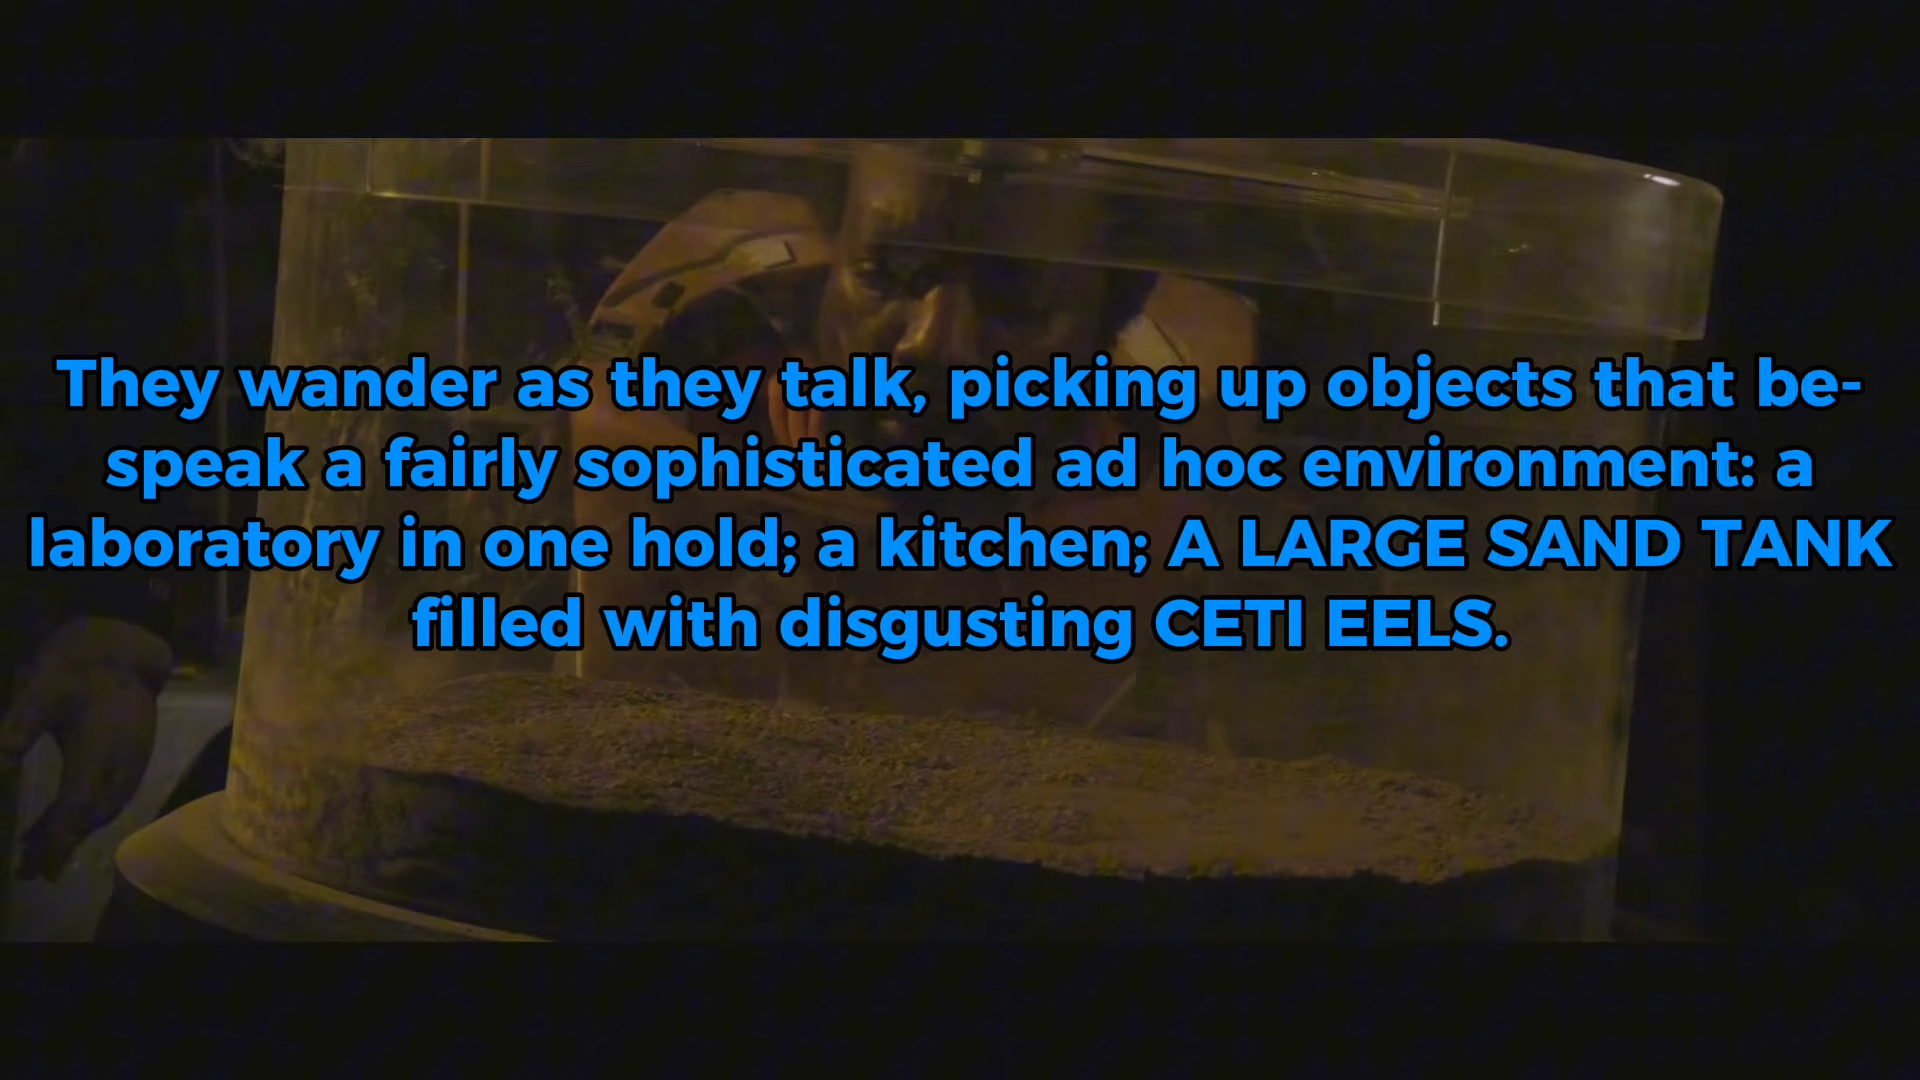 They wander as they talk, picking up objects that be-
speak a fairly sophisticated ad hoc environment: a
laboratory in one hold; a kitchen; A LARGE SAND TANK
filled with disgusting CETI EELS.